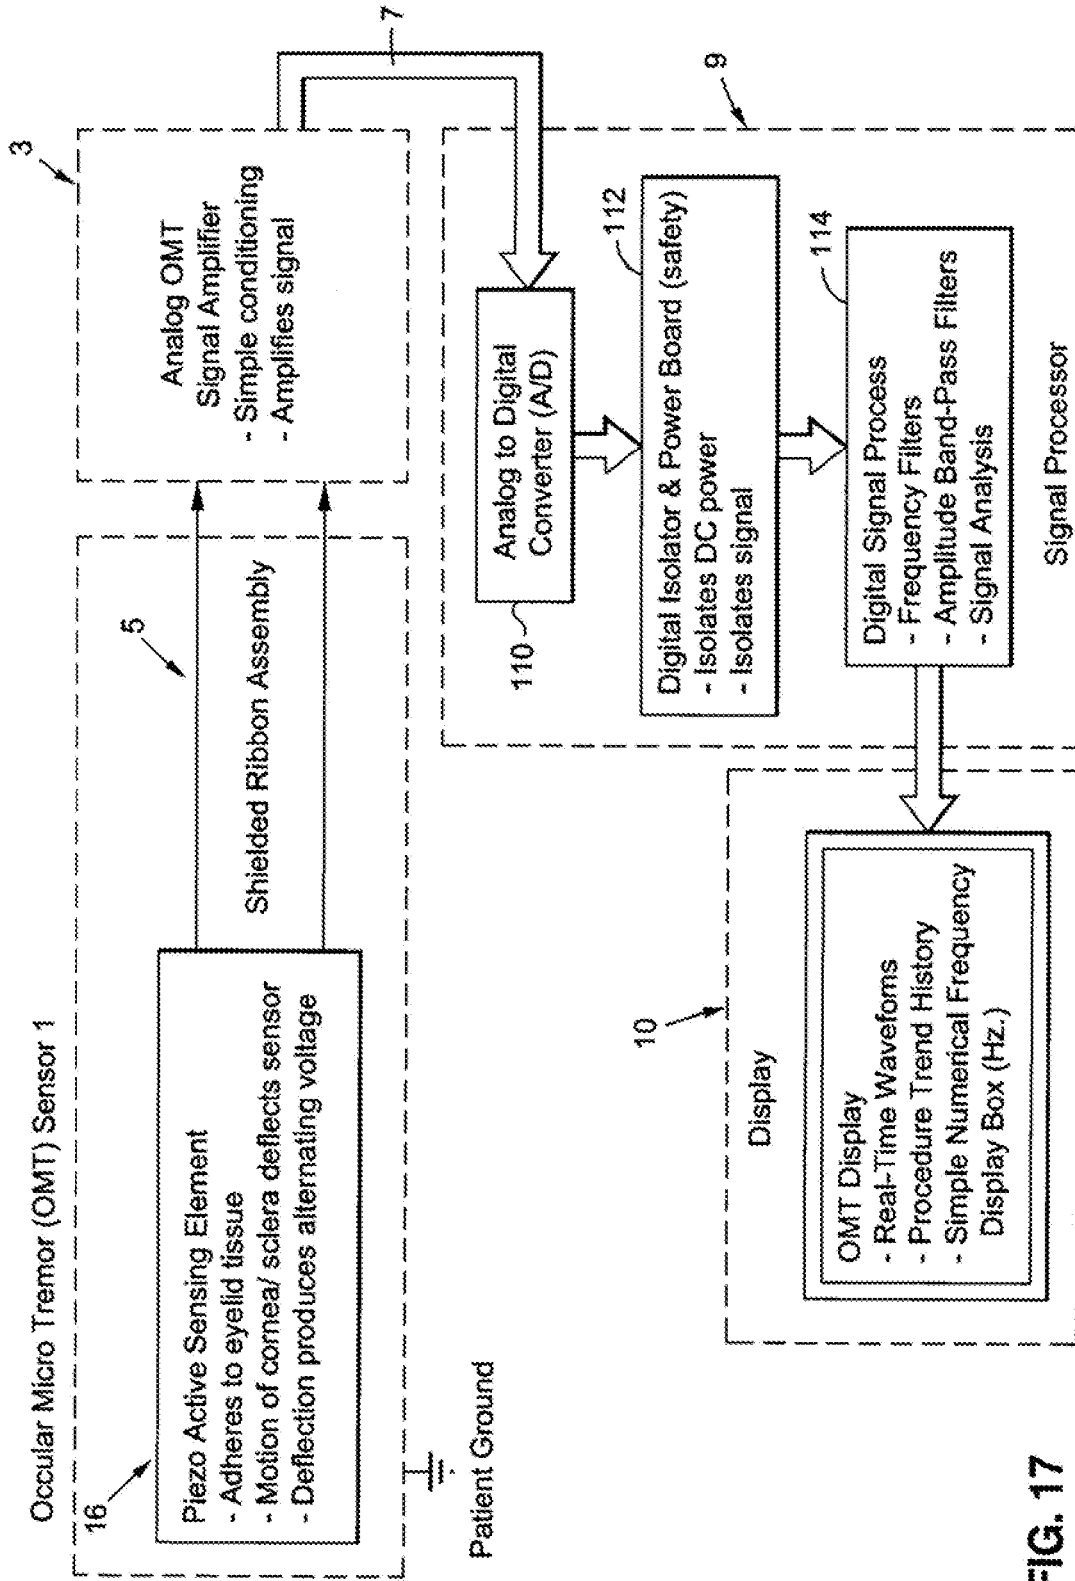 Occular Micro Tremor (OMT) Sensor 1
16
Piezo Active Sensing Element
- Adheres to eyelid tissue
- Motion of cornea/ sclera deflects sensor
- Deflection produces alternating voltage
5
Shielded Ribbon Assembly
Patient Ground
3
Analog OMT
Signal Amplifier
- Simple conditioning
- Amplifies signal
7
9
110
Analog to Digital
Converter (A/D)
112
Digital Isolator & Power Board (safety)
- Isolates DC power
- Isolates signal
114
Digital Signal Process
- Frequency Filters
- Amplitude Band-Pass Filters
- Signal Analysis
Signal Processor
10
Display
OMT Display
- Real-Time Wavefoms
- Procedure Trend History
- Simple Numerical Frequency
Display Box (Hz.)
FIG. 17